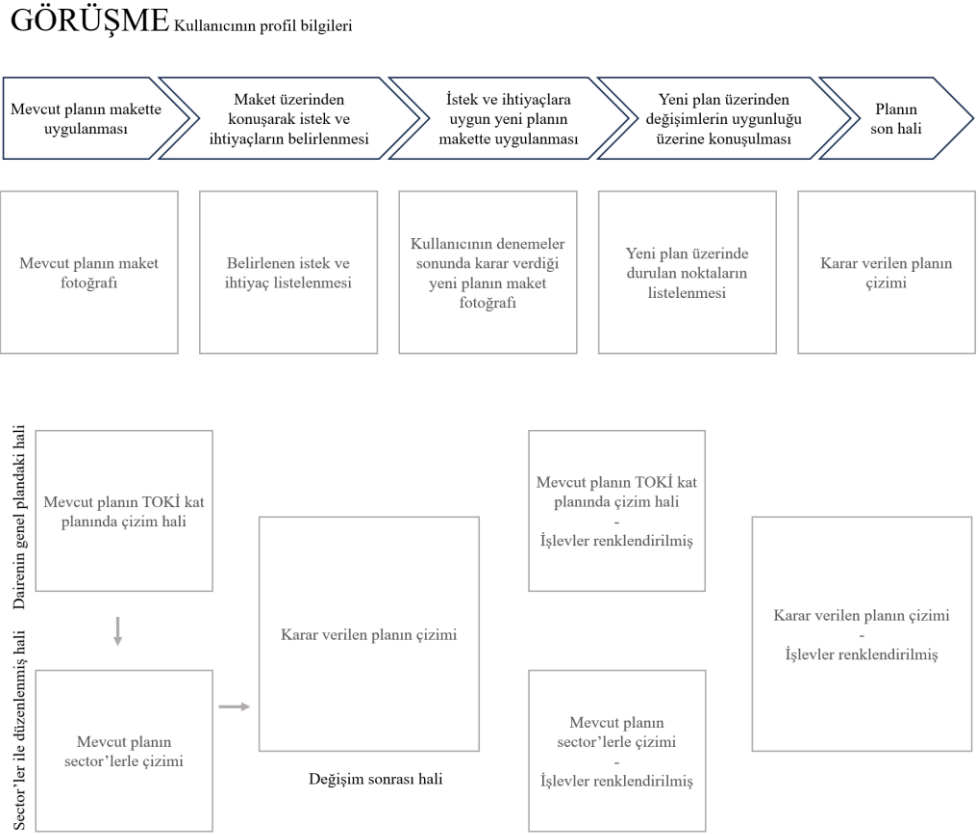 GÖRÜŞME Kullanıcının profil bilgileri
Mevcut planın makette
uygulanması
Maket üzerinden
konuşarak istek ve
ihtiyaçların belirlenmesi
İstek ve ihtiyaçlara
uygun yeni planın
makette uygulanması
Yeni plan üzerinden
değişimlerin uygunluğu
üzerine konuşulması
Planın
son hali
Mevcut planın maket
fotoğrafı
Belirlenen istek ve
ihtiyaç listelenmesi
Kullanıcının denemeler
sonunda karar verdiği
yeni planın maket
fotoğrafı
Yeni plan üzerinde
durulan noktaların
listelenmesi
Karar verilen planın
çizimi
Dairenin genel plandaki hali
Mevcut planın TOKİ kat
planında çizim hali
Sector’ler ile düzenlenmiş hali
Mevcut planın
sector’lerle çizimi
Karar verilen planın çizimi
Değişim sonrası hali
Mevcut planın TOKİ kat
planında çizim hali
-
İşlevler renklendirilmiş
Mevcut planın
sector’lerle çizimi
-
İşlevler renklendirilmiş
Karar verilen planın çizimi
-
İşlevler renklendirilmiş